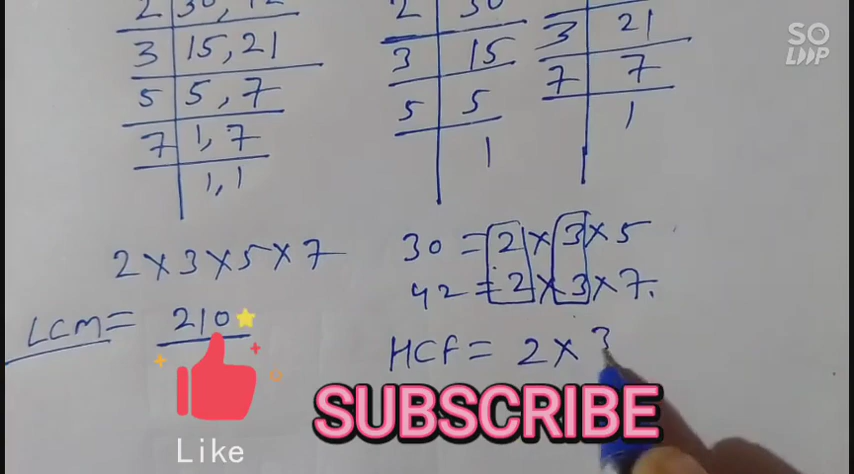 2 30, 42 2 30
3 15, 21 3 15 3 21
5 5, 7 5 5 7 7
7 1, 7 1 1
1, 1
2 × 3 × 5 × 7
LCM = 210
30 = 2 × 3 × 5
42 = 2 × 3 × 7.
HCF = 2 × 3
SO
LOOP
Like
SUBSCRIBE